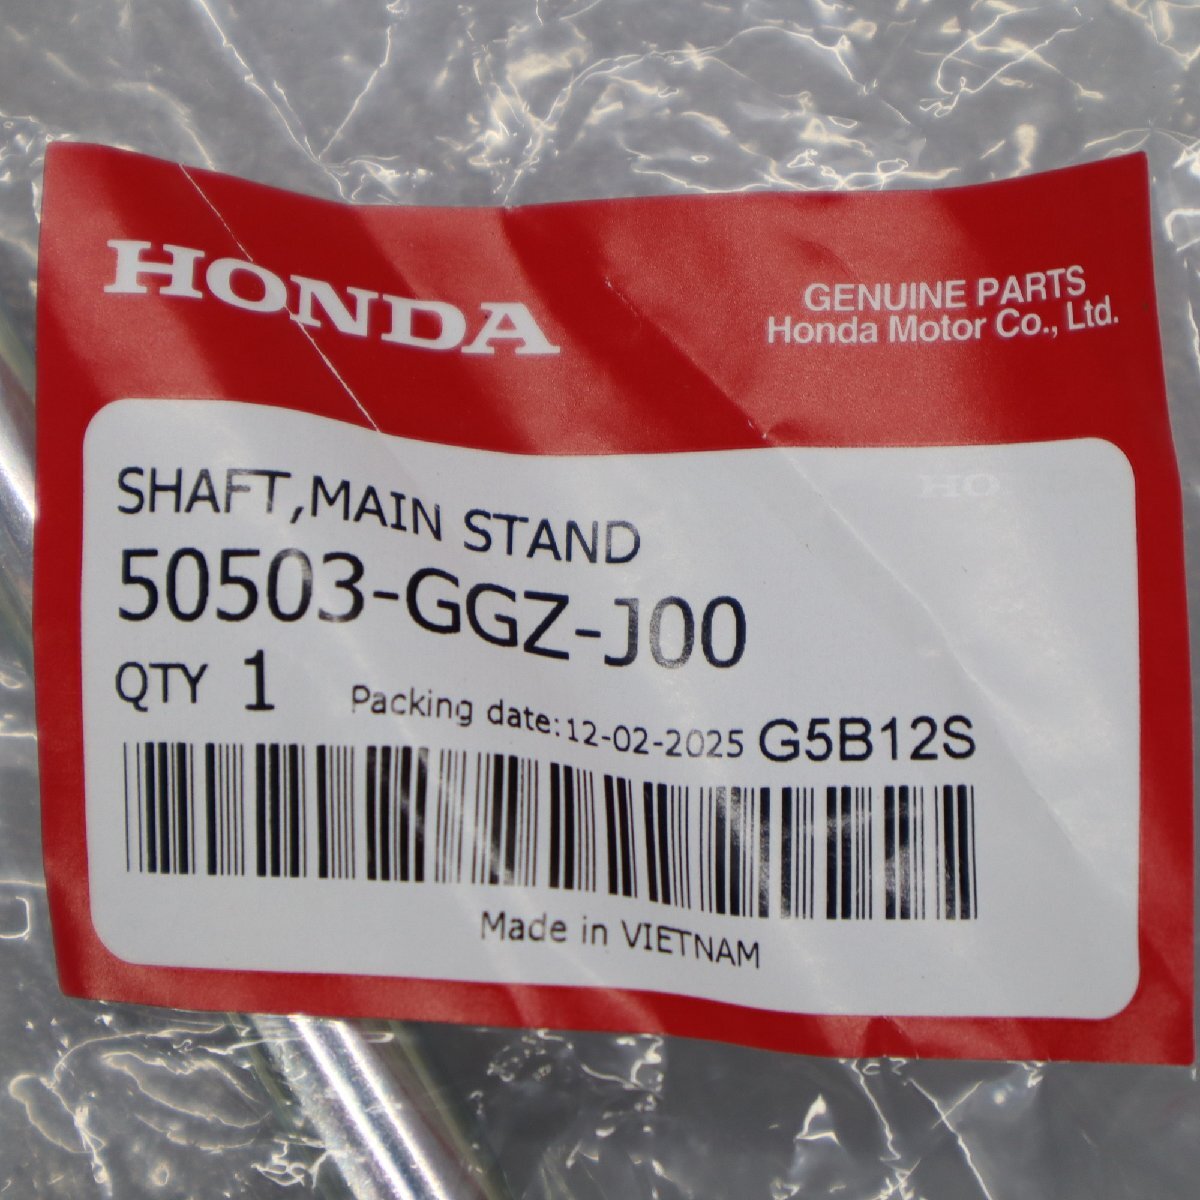 HONDA
GENUINE PARTS
Honda Motor Co., Ltd.
HO
SHAFT,MAIN STAND
50503-GGZ-J00
QTY 1 Packing date:12-02-2025 G5B12S
Made in VIETNAM